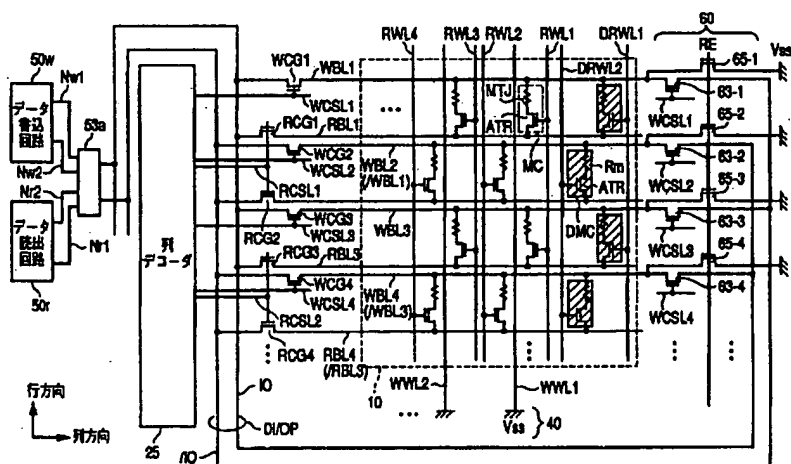 RWL4 RWL3 RWL2 RWL1 DRWL1 60
RE 65-1 Vss
50w Nw1 WCG1 WBL1 DRWL2
データ書込回路
53a
WCSL1 ... MTJ 63-1 WCSL1
RCG1 RBL1 ATR 65-2
Nw2
Nr2
WCG2 WBL2 (/WBL1) MC Rm 63-2
WCSL2 ATR WCSL2
データ読出回路
RCSL1 65-3
Nr1
WCG3 WBL3 DMC 63-3
RCG2 WCSL3 WCSL3
列デコーダ
RCG3 RBL3 65-4
50r
WCG4 WBL4 (/WBL3) 63-4
WCSL4 WCSL4
RCSL2
RCG4 RBL4 (/RBL3)
WWL2 WWL1
10
IO
行方向
列方向
DI/OP
... Vss 40
25
/IO